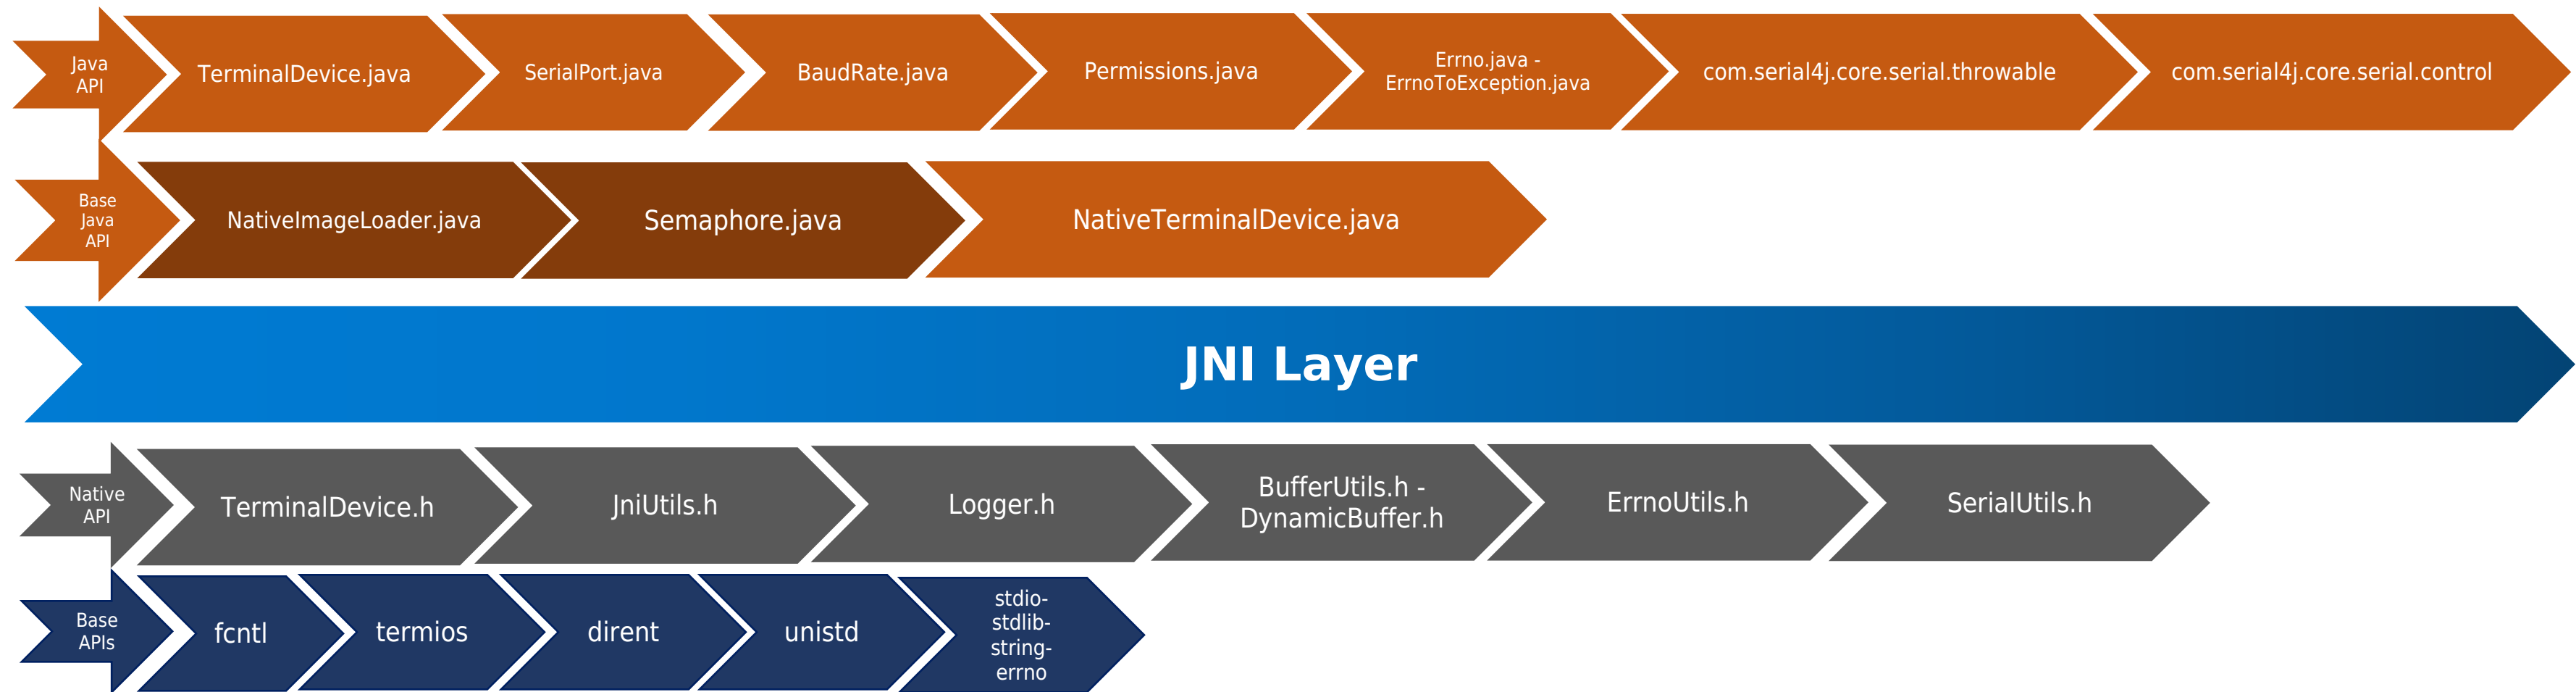 Java
API
TerminalDevice.java
SerialPort.java
BaudRate.java
Permissions.java
Errno.java -
ErrnoToException.java
com.serial4j.core.serial.throwable
com.serial4j.core.serial.control
Base
Java
API
NativeImageLoader.java
Semaphore.java
NativeTerminalDevice.java
JNI Layer
Native
API
TerminalDevice.h
JniUtils.h
Logger.h
BufferUtils.h -
DynamicBuffer.h
ErrnoUtils.h
SerialUtils.h
Base
APIs
fcntl
termios
dirent
unistd
stdio-
stdlib-
string-
errno